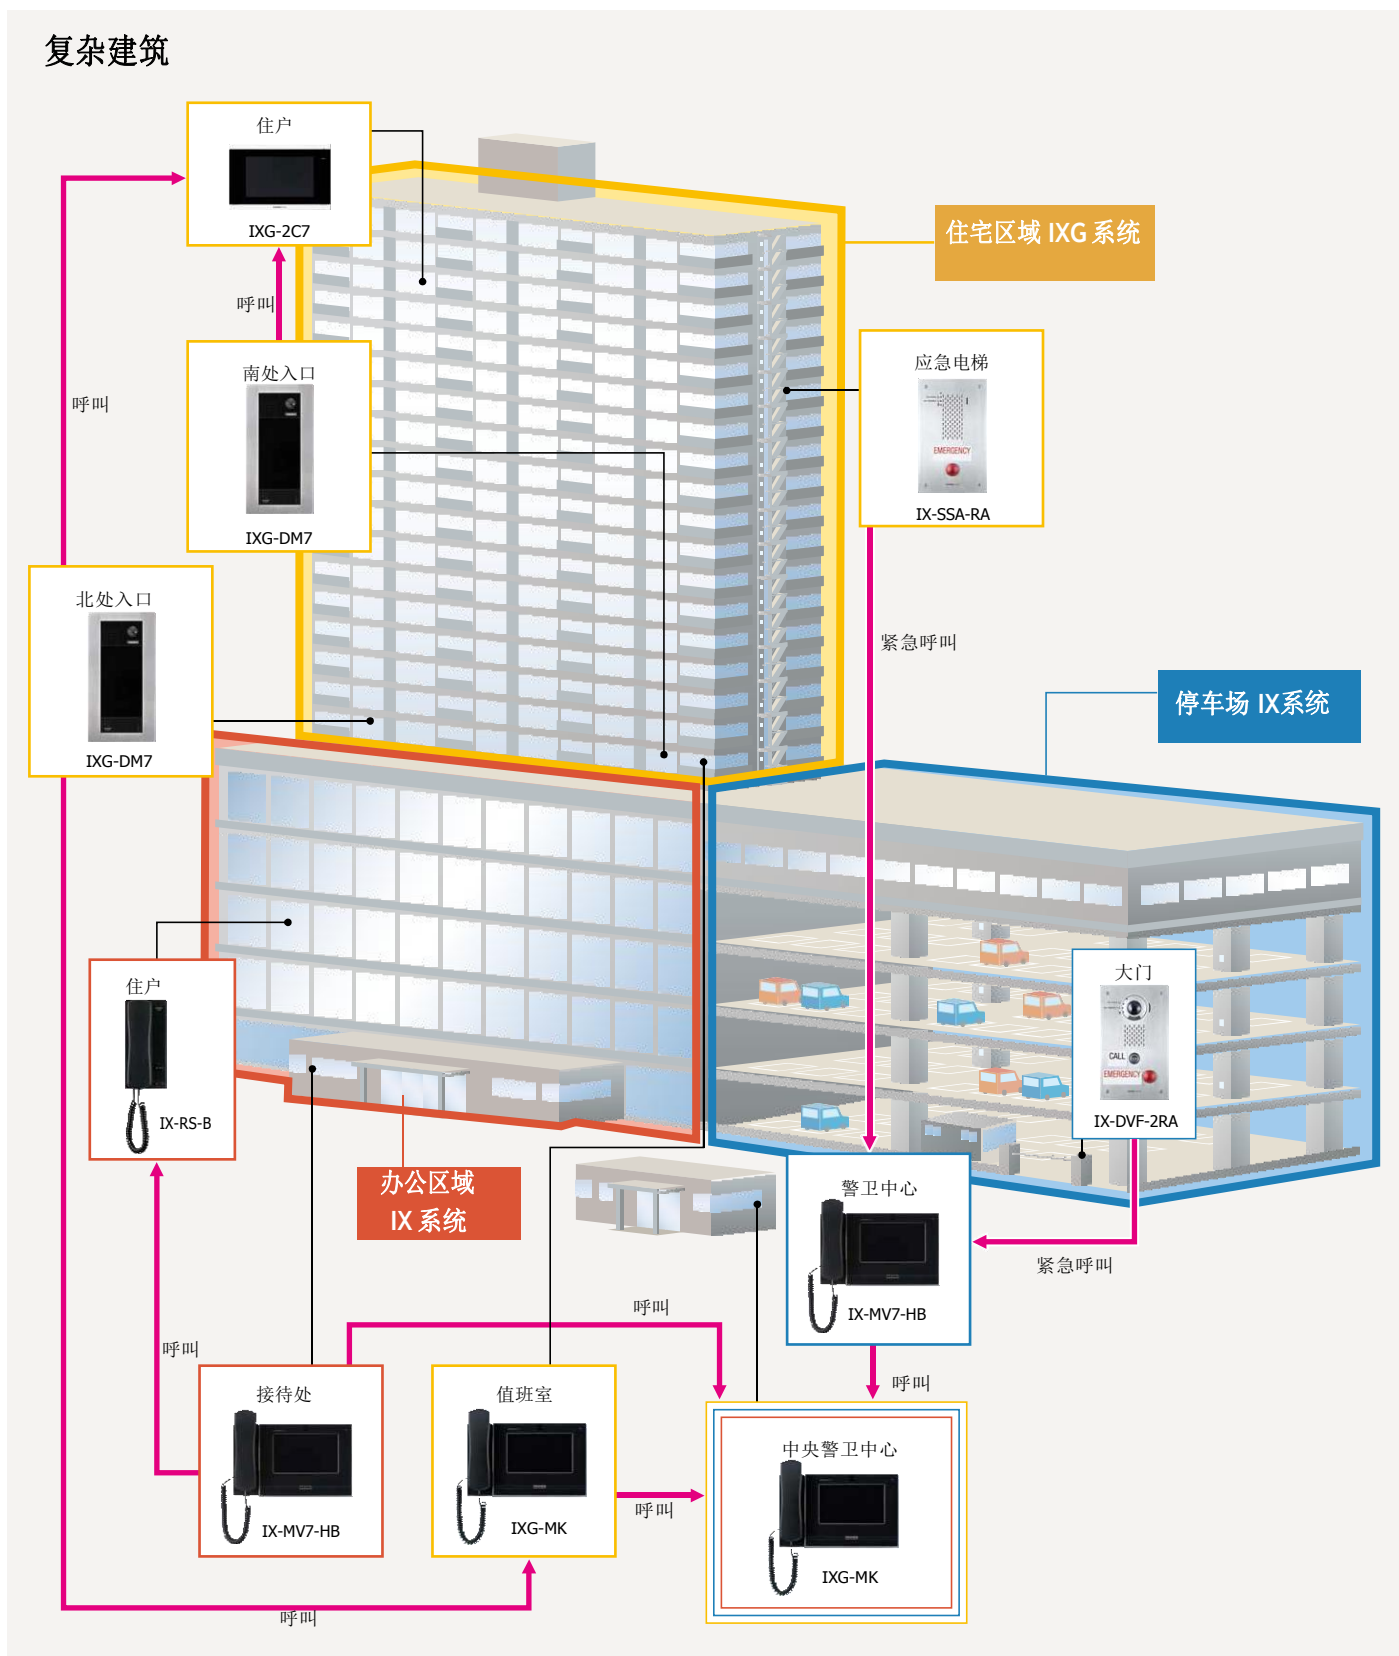 复杂建筑
住户
IXG-2C7
住宅区域 IXG 系统
呼叫
南处入口
IXG-DM7
应急电梯
EMERGENCY
IX-SSA-RA
呼叫
北处入口
IXG-DM7
紧急呼叫
停车场 IX系统
住户
IX-RS-B
大门
CALL
EMERGENCY
IX-DVF-2RA
办公区域
IX 系统
警卫中心
IX-MV7-HB
紧急呼叫
呼叫
呼叫
呼叫
接待处
IX-MV7-HB
值班室
IXG-MK
呼叫
中央警卫中心
IXG-MK
呼叫